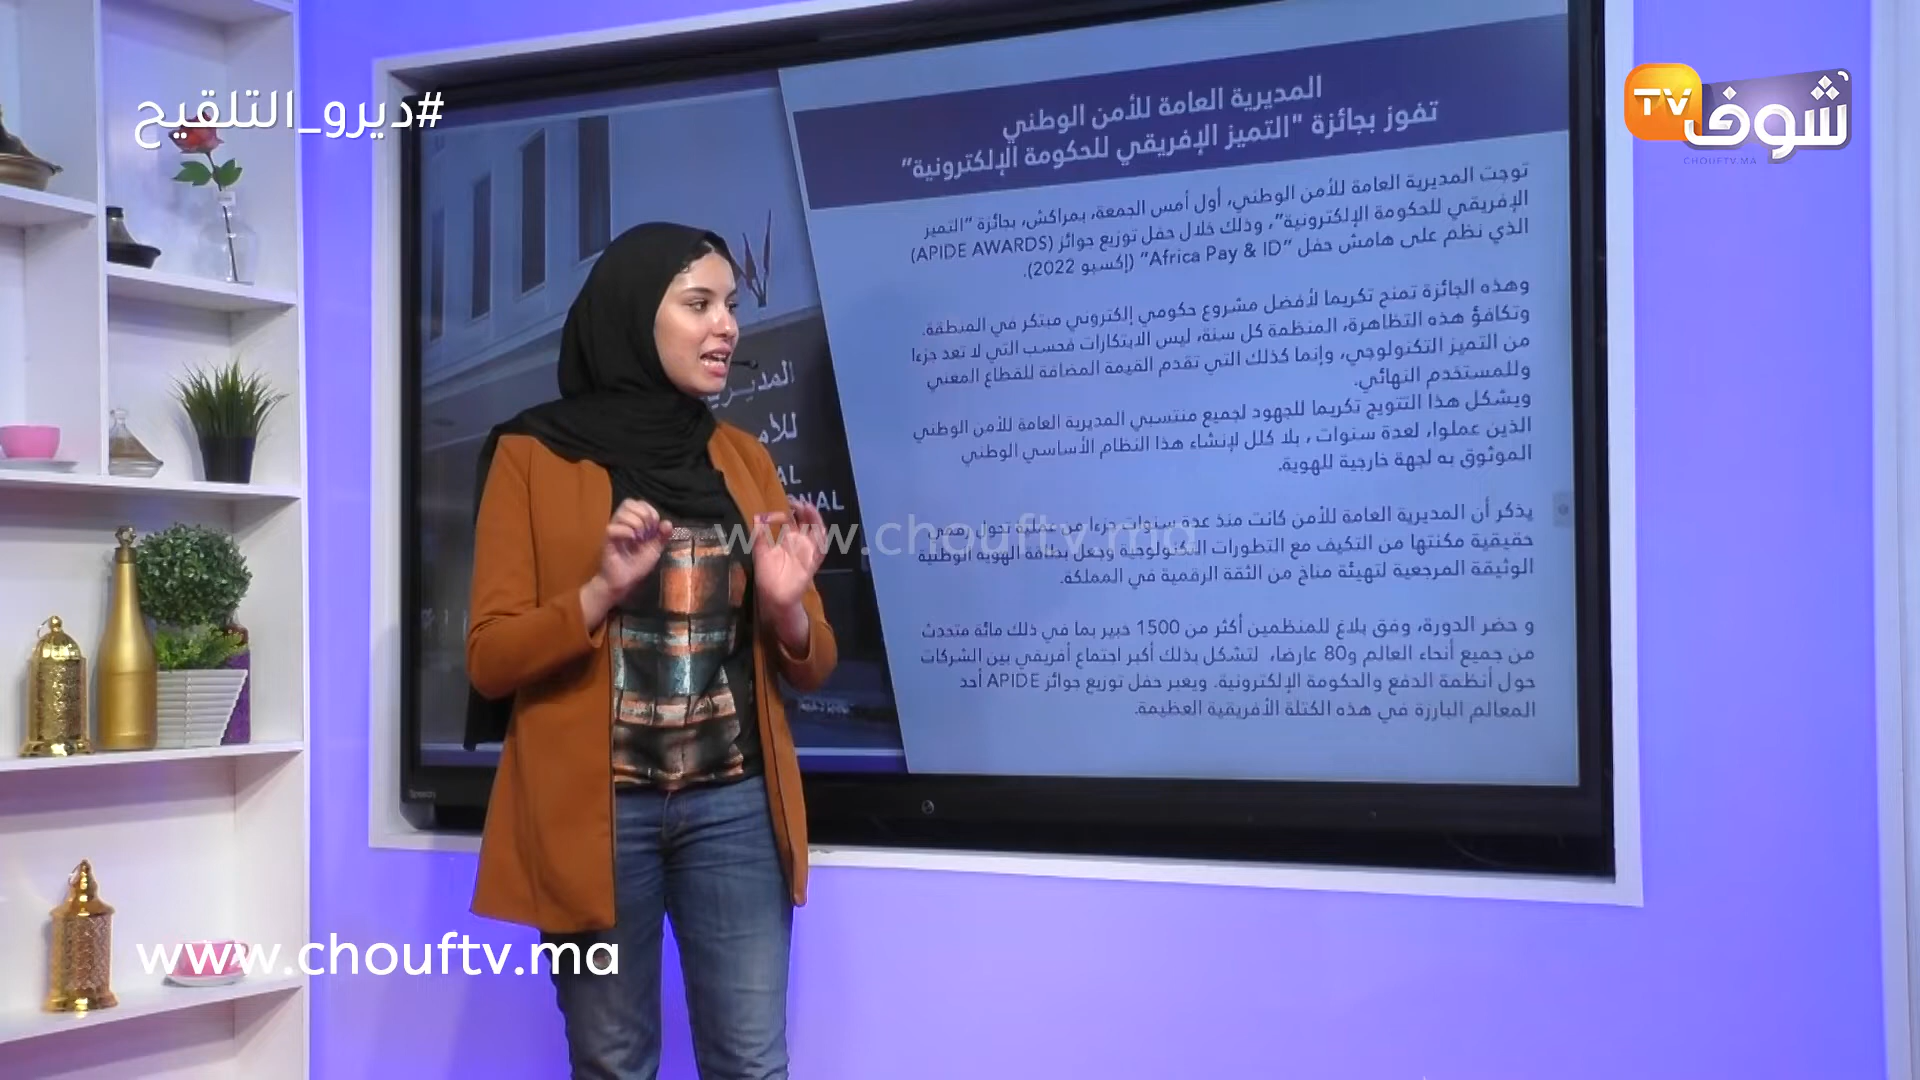 #ديرو_التلقيح
TV شوف
CHOUFTV.MA
المديرية العامة للأمن الوطني
تفوز بجائزة "التميز الإفريقي للحكومة الإلكترونية"
توجت المديرية العامة للأمن الوطني، أول أمس الجمعة، بمراكش، بجائزة "التميز
الإفريقي للحكومة الإلكترونية"، وذلك خلال حفل توزيع جوائز (APIDE AWARDS)
الذي نظم على هامش حفل "Africa Pay & ID" (إكسبو 2022).
وهذه الجائزة تمنح تكريما لأفضل مشروع حكومي إلكتروني مبتكر في المنطقة.
وتكافؤ هذه التظاهرة، المنظمة كل سنة، ليس الابتكارات فحسب التي لا تعد جزءا
من التميز التكنولوجي، وإنما كذلك التي تقدم القيمة المضافة للقطاع المعني
وللمستخدم النهائي.
ويشكل هذا التتويج تكريما للجهود لجميع منتسبي المديرية العامة للأمن الوطني
الذين عملوا، لعدة سنوات ، بلا كلل لإنشاء هذا النظام الأساسي الوطني
الموثوق به لجهة خارجية للهوية.
يذكر أن المديرية العامة للأمن كانت منذ عدة سنوات جزءا من عملية تحول رقمي
حقيقية مكنتها من التكيف مع التطورات التكنولوجية وجعل بطاقة الهوية الوطنية
الوثيقة المرجعية لتهيئة مناخ من الثقة الرقمية في المملكة.
و حضر الدورة، وفق بلاغ للمنظمين أكثر من 1500 خبير بما في ذلك مائة متحدث
من جميع أنحاء العالم و80 عارضا، لتشكل بذلك أكبر اجتماع أفريقي بين الشركات
حول أنظمة الدفع والحكومة الإلكترونية. ويعبر حفل توزيع جوائز APIDE أحد
المعالم البارزة في هذه الكتلة الأفريقية العظيمة.
www.chouftv.ma
www.chouftv.ma